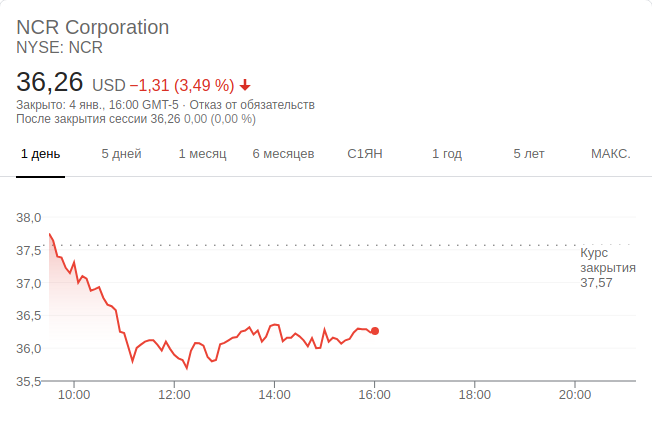 NCR Corporation
NYSE: NCR
36,26 USD −1,31 (3,49 %)
Закрыто: 4 янв., 16:00 GMT-5 · Отказ от обязательств
После закрытия сессии 36,26 0,00 (0,00 %)
1 день 5 дней 1 месяц 6 месяцев С1ЯН 1 год 5 лет МАКС.
38,0
37,5
Курс
закрытия
37,57
37,0
36,5
36,0
35,5
10:00 12:00 14:00 16:00 18:00 20:00